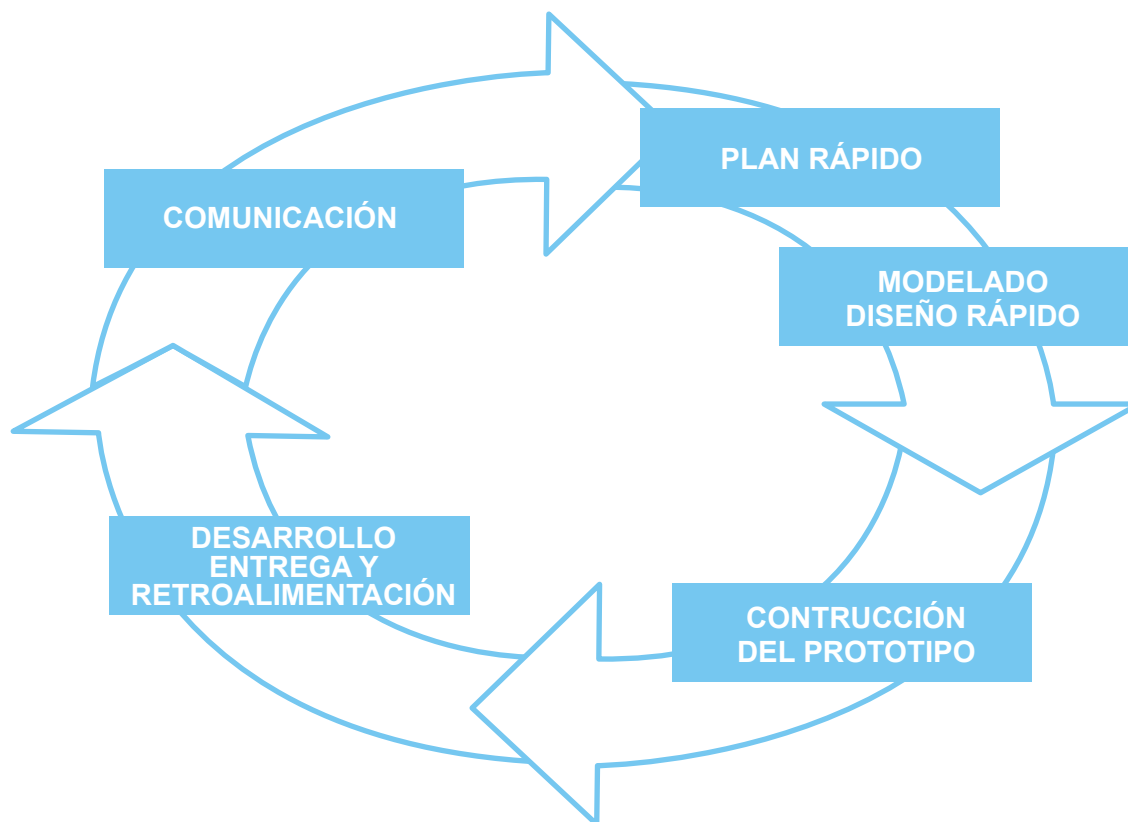 PLAN RÁPIDO
COMUNICACIÓN
MODELADO
DISEÑO RÁPIDO
DESARROLLO
ENTREGA Y
RETROALIMENTACIÓN
CONTRUCCIÓN
DEL PROTOTIPO